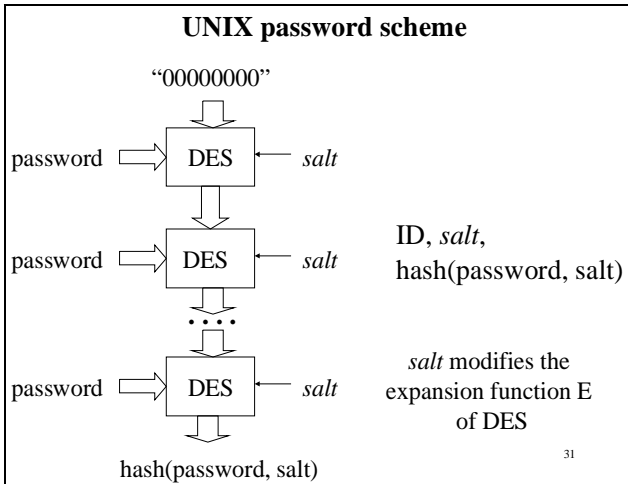 UNIX password scheme
“00000000”
password
DES
salt
password
DES
salt
ID, salt,
hash(password, salt)
....
password
DES
salt
salt modifies the
expansion function E
of DES
hash(password, salt)
31